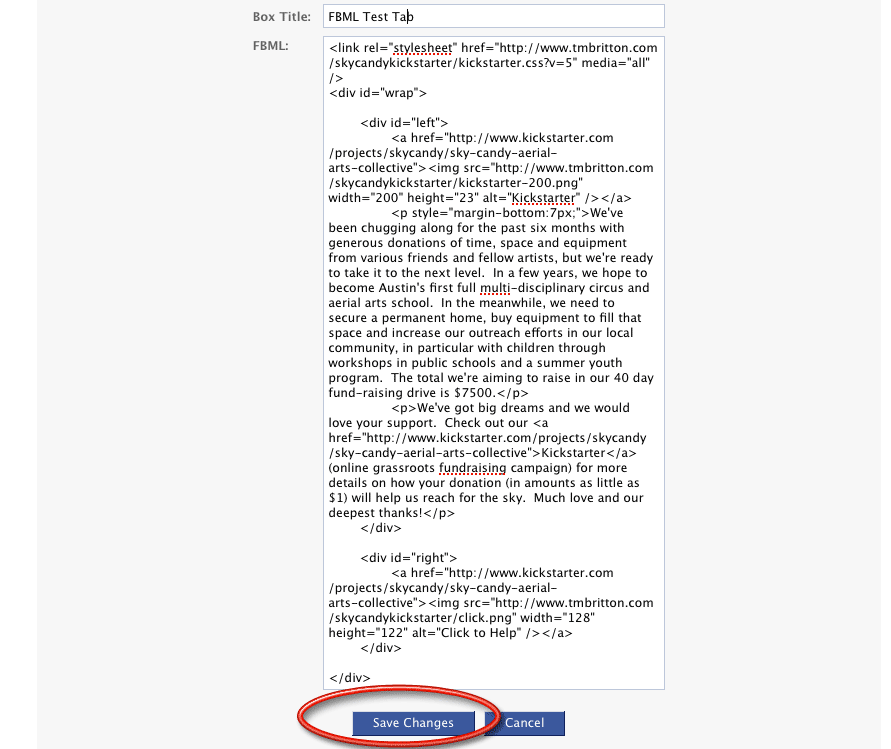 Box Title: FBML Test Tab
FBML:
<link rel="stylesheet" href="http://www.tmbritton.com
/skycandykickstarter/kickstarter.css?v=5" media="all"
/>
<div id="wrap">
<div id="left">
<a href="http://www.kickstarter.com
/projects/skycandy/sky-candy-aerial-
arts-collective"><img src="http://www.tmbritton.com
/skycandykickstarter/kickstarter-200.png"
width="200" height="23" alt="Kickstarter" /></a>
<p style="margin-bottom:7px;">We've
been chugging along for the past six months with
generous donations of time, space and equipment
from various friends and fellow artists, but we're ready
to take it to the next level.  In a few years, we hope to
become Austin's first full multi-disciplinary circus and
aerial arts school.  In the meanwhile, we need to
secure a permanent home, buy equipment to fill that
space and increase our outreach efforts in our local
community, in particular with children through
workshops in public schools and a summer youth
program.  The total we're aiming to raise in our 40 day
fund-raising drive is $7500.</p>
<p>We've got big dreams and we would
love your support.  Check out our <a
href="http://www.kickstarter.com/projects/skycandy
/sky-candy-aerial-arts-collective">Kickstarter</a>
(online grassroots fundraising campaign) for more
details on how your donation (in amounts as little as
$1) will help us reach for the sky.  Much love and our
deepest thanks!</p>
</div>
<div id="right">
<a href="http://www.kickstarter.com
/projects/skycandy/sky-candy-aerial-
arts-collective"><img src="http://www.tmbritton.com
/skycandykickstarter/click.png" width="128"
height="122" alt="Click to Help" /></a>
</div>
</div>
Save Changes Cancel